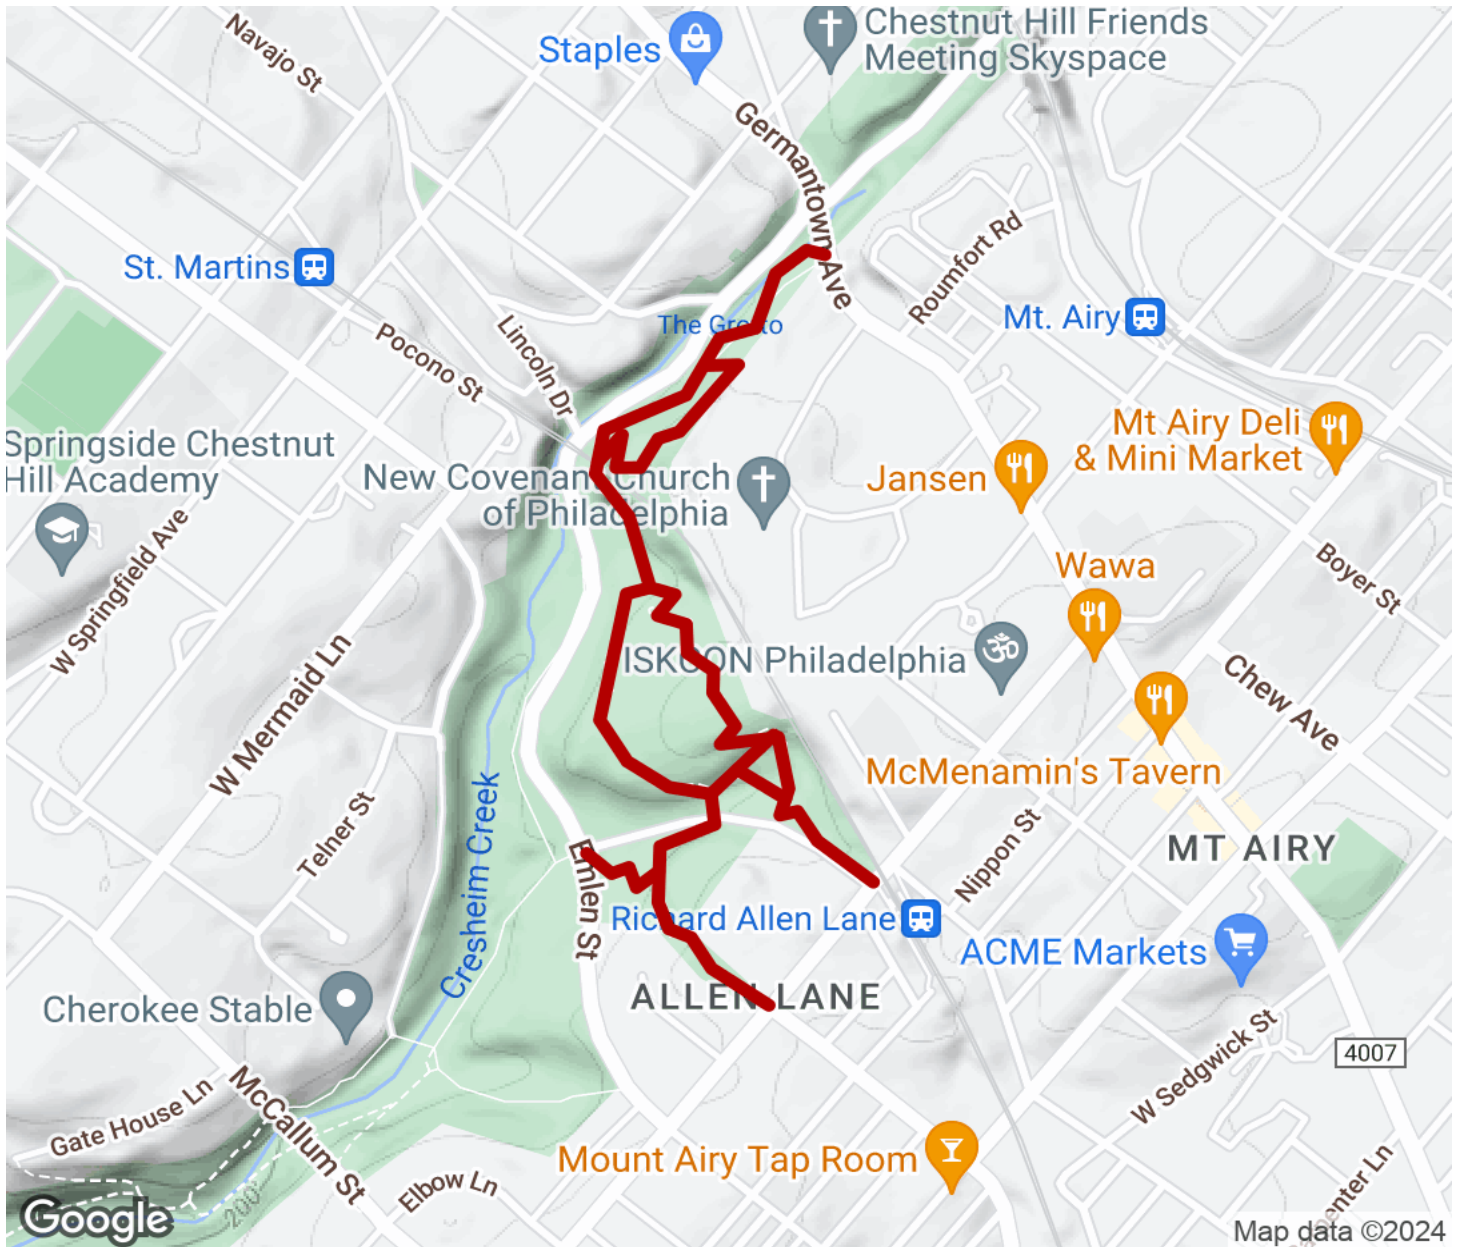 Navajo St
Staples
Chestnut Hill Friends
Meeting Skyspace
Germantown Ave
St. Martins
Roumfort Rd
Mt. Airy
Lincoln Dr
Pocono St
Springside Chestnut
Hill Academy
New Covenant Church
of Philadelphia
Jansen
Mt Airy Deli
& Mini Market
W Springfield Ave
Wawa
Boyer St
W Mermaid Ln
ISKCON Philadelphia
Chew Ave
McMenamin's Tavern
Telner St
Cresheim Creek
Emlen St
Nippon St
MT AIRY
Richard Allen Lane
ACME Markets
ALLEN LANE
Cherokee Stable
W Sedgwick St
4007
Gate House Ln
McCallum St
Mount Airy Tap Room
Elbow Ln
200'
Google
Map data ©2024